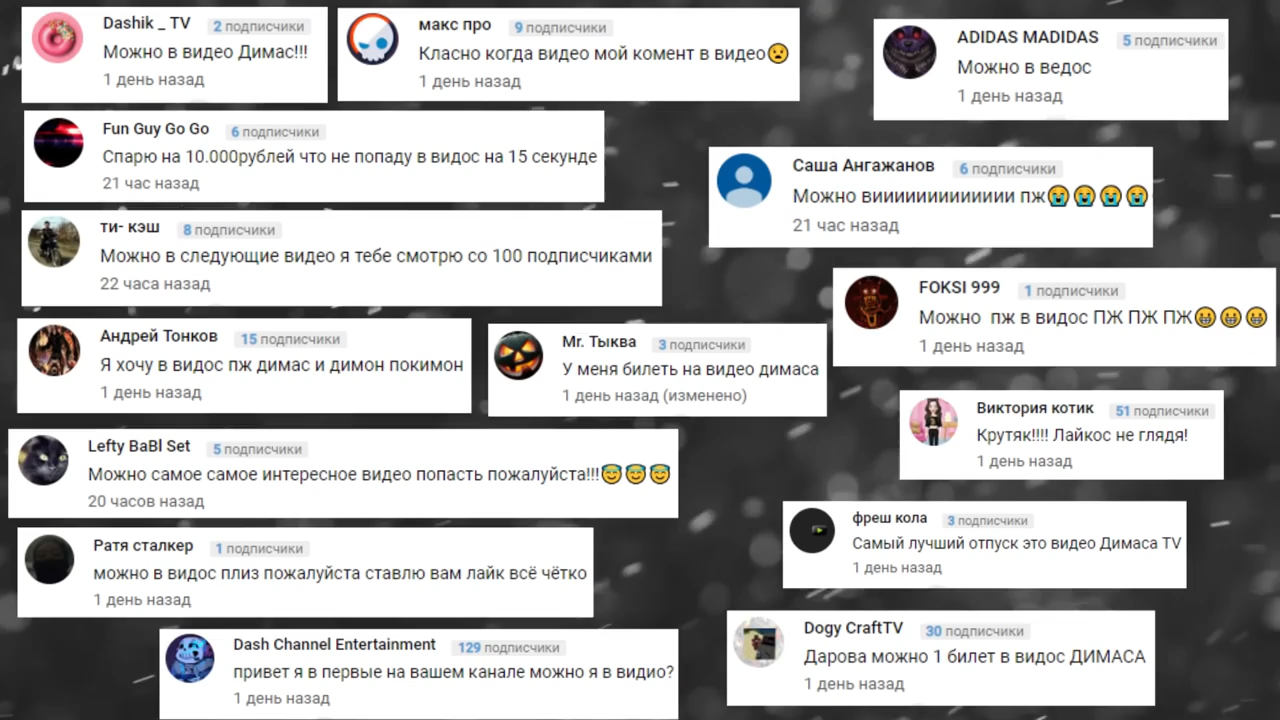 Dashik _ TV 2 подписчики
Можно в видео Димас!!!
1 день назад
макс про 9 подписчики
Класно когда видео мой комент в видео😧
1 день назад
ADIDAS MADIDAS 5 подписчики
Можно в ведос
1 день назад
Fun Guy Go Go 6 подписчики
Спарю на 10.000рублей что не попаду в видос на 15 секунде
21 час назад
Саша Ангажанов 6 подписчики
Можно вииииииииииииии пж😭😭😭😭
21 час назад
ти- кэш 8 подписчики
Можно в следующие видео я тебе смотрю со 100 подписчиками
22 часа назад
FOKSI 999 1 подписчики
Можно пж в видос ПЖ ПЖ ПЖ😁😁😁
1 день назад
Андрей Тонков 15 подписчики
Я хочу в видос пж димас и димон покимон
1 день назад
Mr. Тыква 3 подписчики
У меня билеть на видео димаса
1 день назад (изменено)
Виктория котик 51 подписчики
Крутяк!!!! Лайкос не глядя!
1 день назад
Lefty BaBl Set 5 подписчики
Можно самое самое интересное видео попасть пожалуйста!!!😇😇😇
20 часов назад
фреш кола 3 подписчики
Самый лучший отпуск это видео Димаса TV
1 день назад
Ратя сталкер 1 подписчики
можно в видос плиз пожалуйста ставлю вам лайк всё чётко
1 день назад
Dogy CraftTV 30 подписчики
Дарова можно 1 билет в видос ДИМАСА
1 день назад
Dash Channel Entertainment 129 подписчики
привет я в первые на вашем канале можно я в видио?
1 день назад